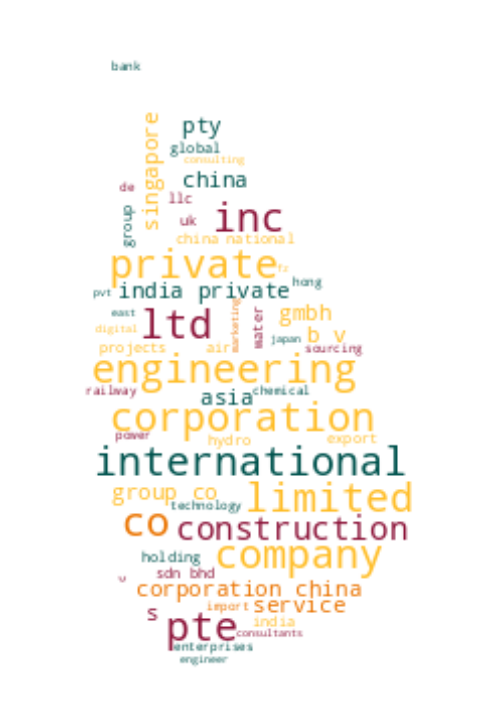 bank
singapore
pty
global
consulting
china
de
llc
group
uk
inc
china national
private
fz
hong
pvt
india private
east
ltd
marketing
water
gmbh
digital
b v
japan
projects
air
sourcing
engineering
railway
asia
chemical
corporation
power
hydro
export
international
group co
limited
technology
co
construction
holding
company
sdn bhd
v
corporation china
s
import
service
pte
india
consultants
enterprises
engineer